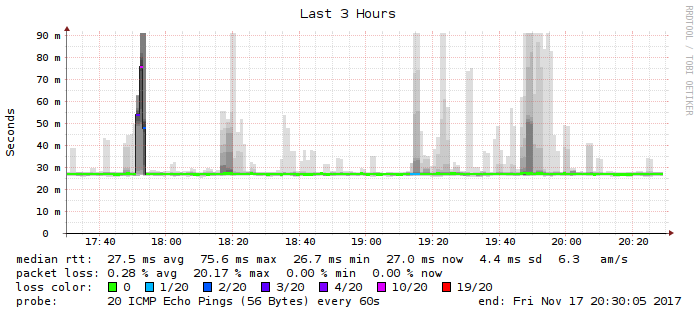 Last 3 Hours
RRDTOOL / TOBI OETIKER
Seconds
90 m
80 m
70 m
60 m
50 m
40 m
30 m
20 m
10 m
0
17:40 18:00 18:20 18:40 19:00 19:20 19:40 20:00 20:20
median rtt: 27.5 ms avg 75.6 ms max 26.7 ms min 27.0 ms now 4.4 ms sd 6.3 am/s
packet loss: 0.28 % avg 20.17 % max 0.00 % min 0.00 % now
loss color: 0 1/20 2/20 3/20 4/20 10/20 19/20
probe: 20 ICMP Echo Pings (56 Bytes) every 60s end: Fri Nov 17 20:30:05 2017